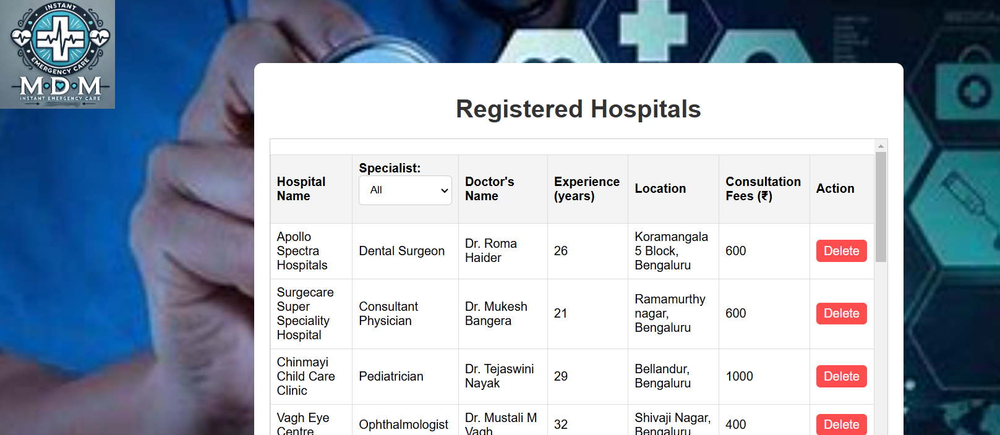 INSTANT
EMERGENCY CARE
M·D·M
INSTANT EMERGENCY CARE
MEDICA
Registered Hospitals
Hospital
Name
Specialist:
All
Doctor's
Name
Experience
(years)
Location
Consultation
Fees (₹)
Action
Apollo
Spectra
Hospitals
Dental Surgeon
Dr. Roma
Haider
26
Koramangala
5 Block,
Bengaluru
600
Delete
Surgecare
Super
Speciality
Hospital
Consultant
Physician
Dr. Mukesh
Bangera
21
Ramamurthy
nagar,
Bengaluru
600
Delete
Chinmayi
Child Care
Clinic
Pediatrician
Dr. Tejaswini
Nayak
29
Bellandur,
Bengaluru
1000
Delete
Vagh Eye
Centre
Ophthalmologist
Dr. Mustali M
Vagh
32
Shivaji Nagar,
Bengaluru
400
Delete